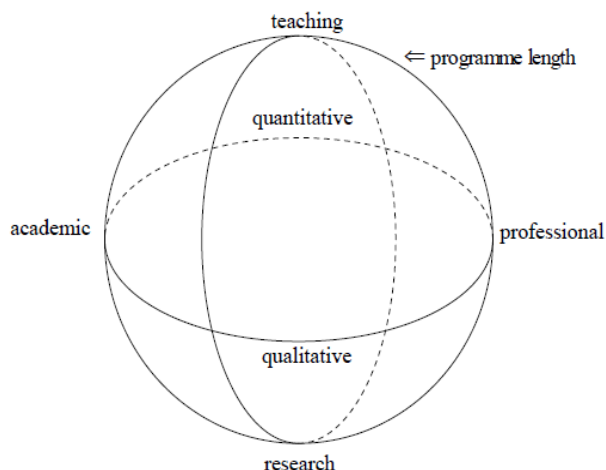 teaching
⇐ programme length
quantitative
academic
professional
qualitative
research